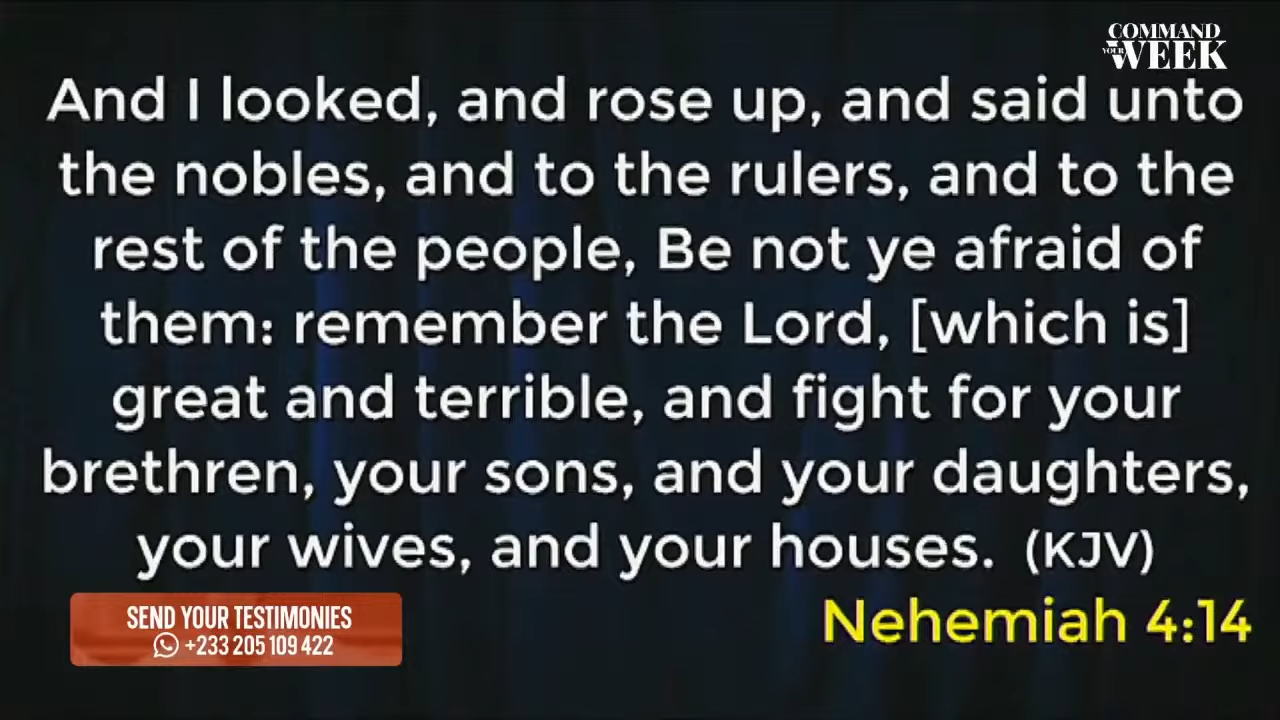 COMMAND
YOUR WEEK
And I looked, and rose up, and said unto
the nobles, and to the rulers, and to the
rest of the people, Be not ye afraid of
them: remember the Lord, [which is]
great and terrible, and fight for your
brethren, your sons, and your daughters,
your wives, and your houses. (KJV)
Nehemiah 4:14
SEND YOUR TESTIMONIES
+233 205 109 422